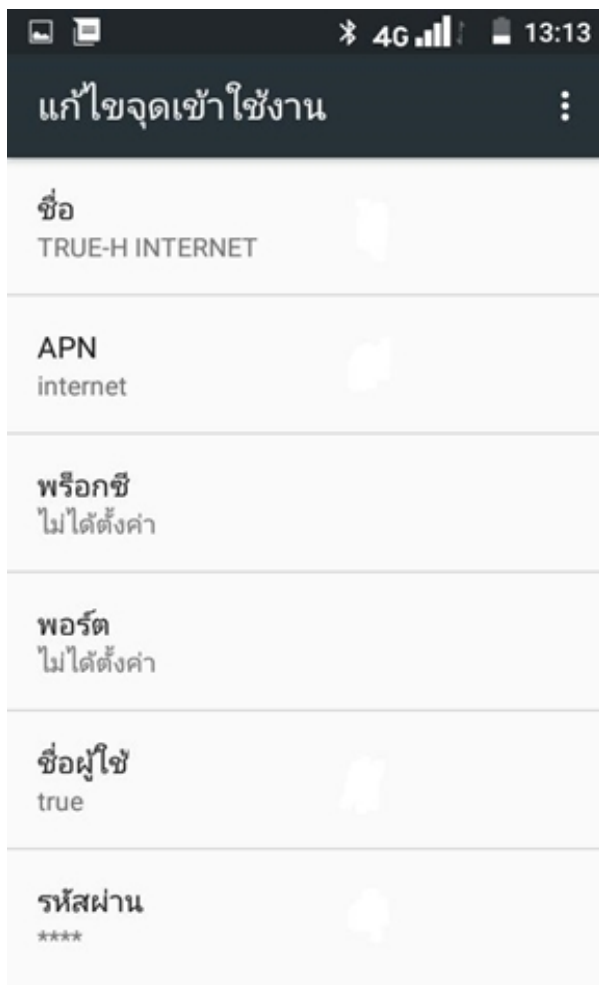 4G 13:13
แก้ไขจุดเข้าใช้งาน
ชื่อ
TRUE-H INTERNET
APN
internet
พร็อกซี
ไม่ได้ตั้งค่า
พอร์ต
ไม่ได้ตั้งค่า
ชื่อผู้ใช้
true
รหัสผ่าน
****